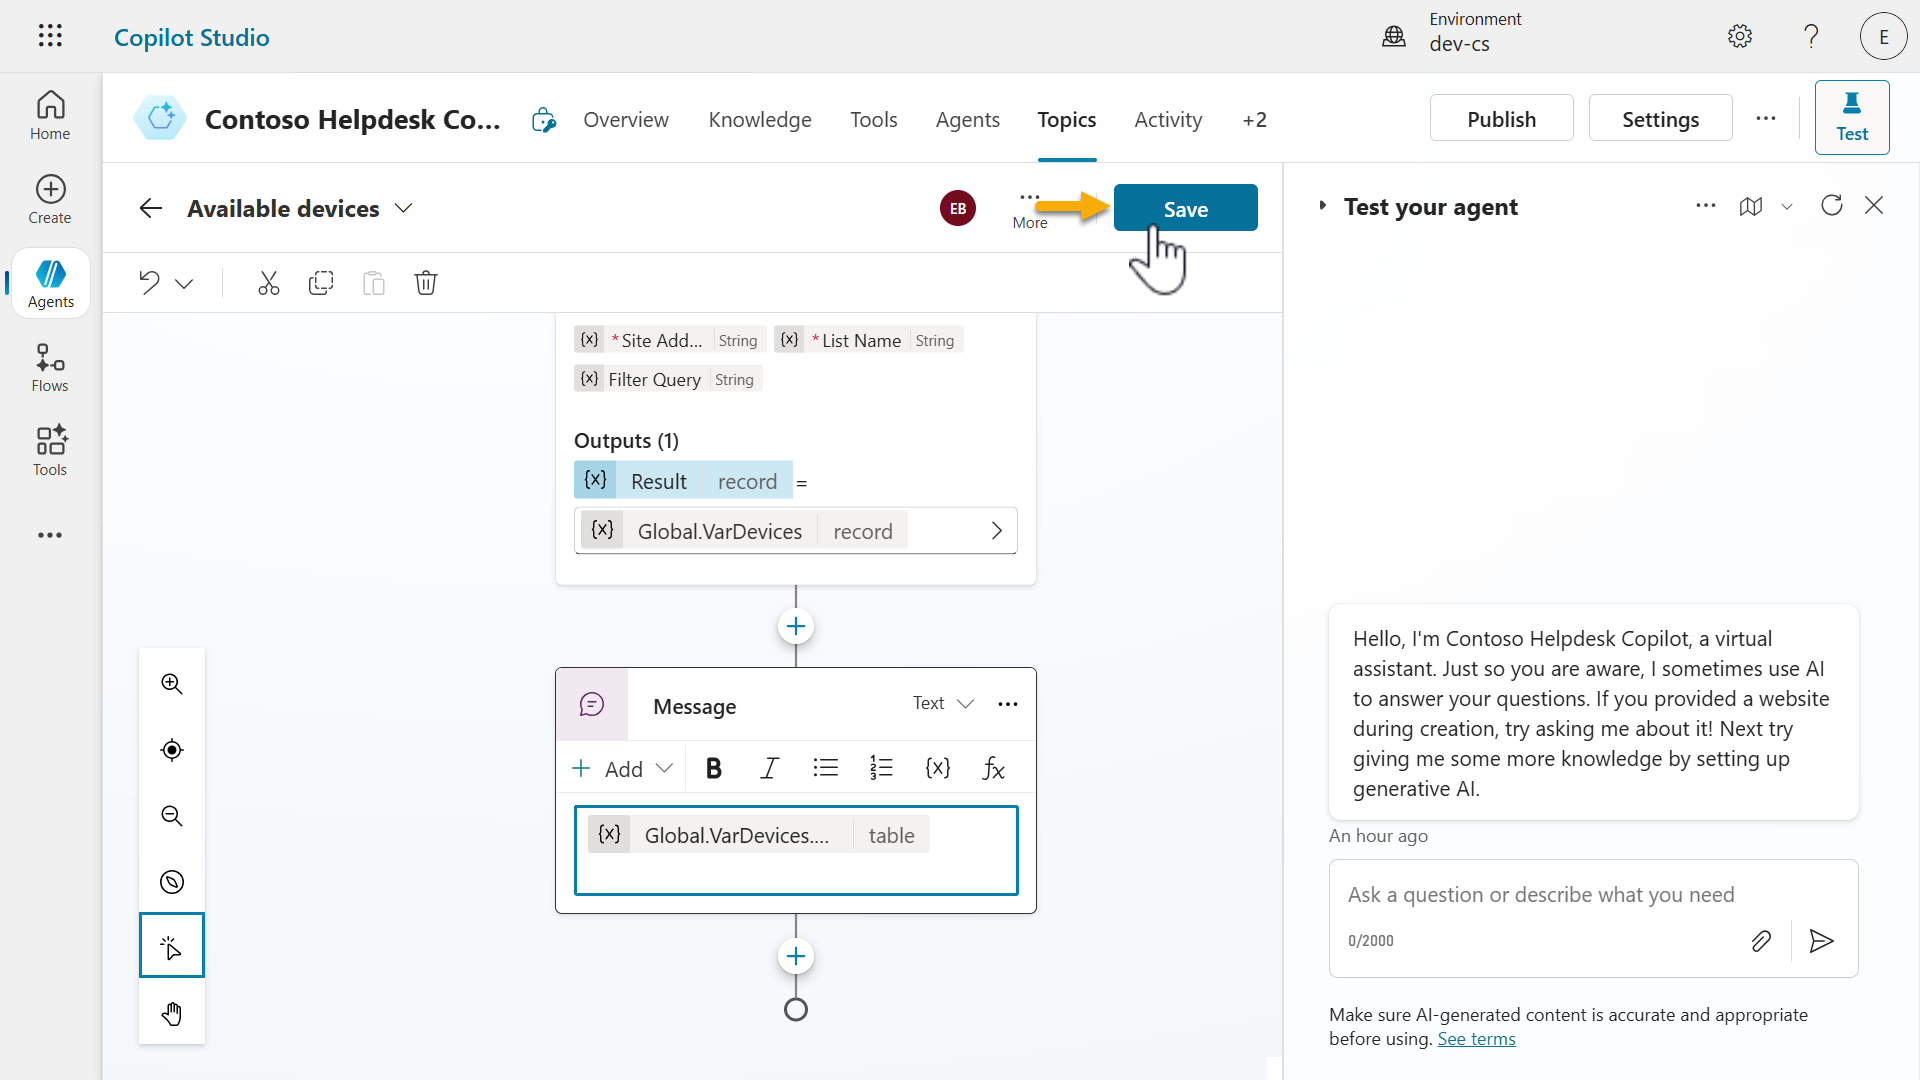 Copilot Studio
Environment
dev-cs
E
Home
Create
Agents
Flows
Tools
Contoso Helpdesk Co...
Overview
Knowledge
Tools
Agents
Topics
Activity
+2
Publish
Settings
Test
Available devices
EB
More
Save
{x} *Site Add... String
{x} *List Name String
{x} Filter Query String
Outputs (1)
{x} Result record =
{x} Global.VarDevices record
Message
Text
Add
B
I
{x}
fx
{x} Global.VarDevices.... table
Test your agent
Hello, I'm Contoso Helpdesk Copilot, a virtual
assistant. Just so you are aware, I sometimes use AI
to answer your questions. If you provided a website
during creation, try asking me about it! Next try
giving me some more knowledge by setting up
generative AI.
An hour ago
Ask a question or describe what you need
0/2000
Make sure AI-generated content is accurate and appropriate
before using. See terms